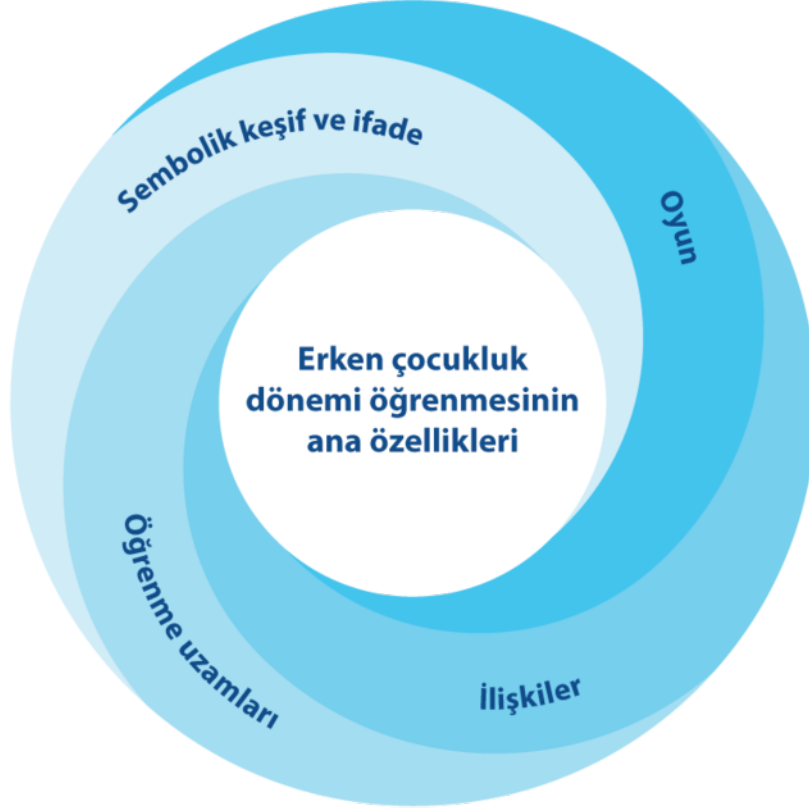 Sembolik keşif ve ifade
Oyun
Erken çocukluk
dönemi öğrenmesinin
ana özellikleri
Öğrenme uzamları
İlişkiler